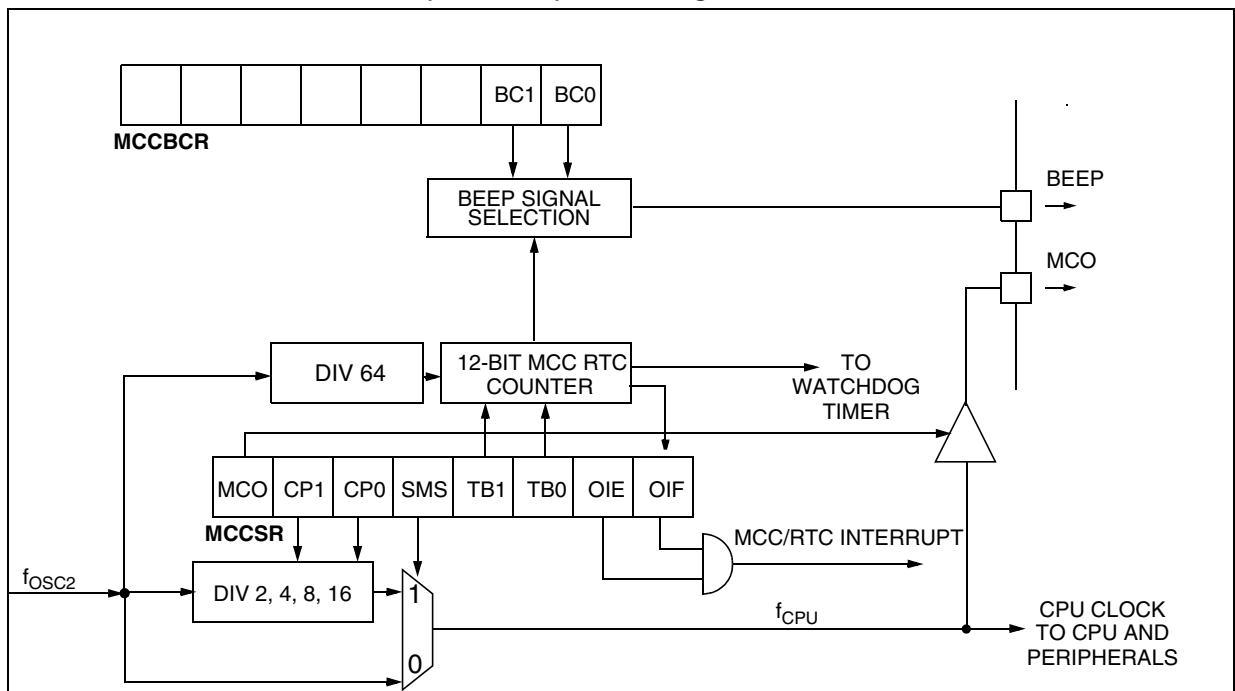 BC1 BC0
MCCBCR
BEEP SIGNAL
SELECTION
BEEP
MCO
DIV 64
12-BIT MCC RTC
COUNTER
TO
WATCHDOG
TIMER
MCO CP1 CP0 SMS TB1 TB0 OIE OIF
MCCSR
MCC/RTC INTERRUPT
fOSC2
DIV 2, 4, 8, 16
1
0
fCPU
CPU CLOCK
TO CPU AND
PERIPHERALS